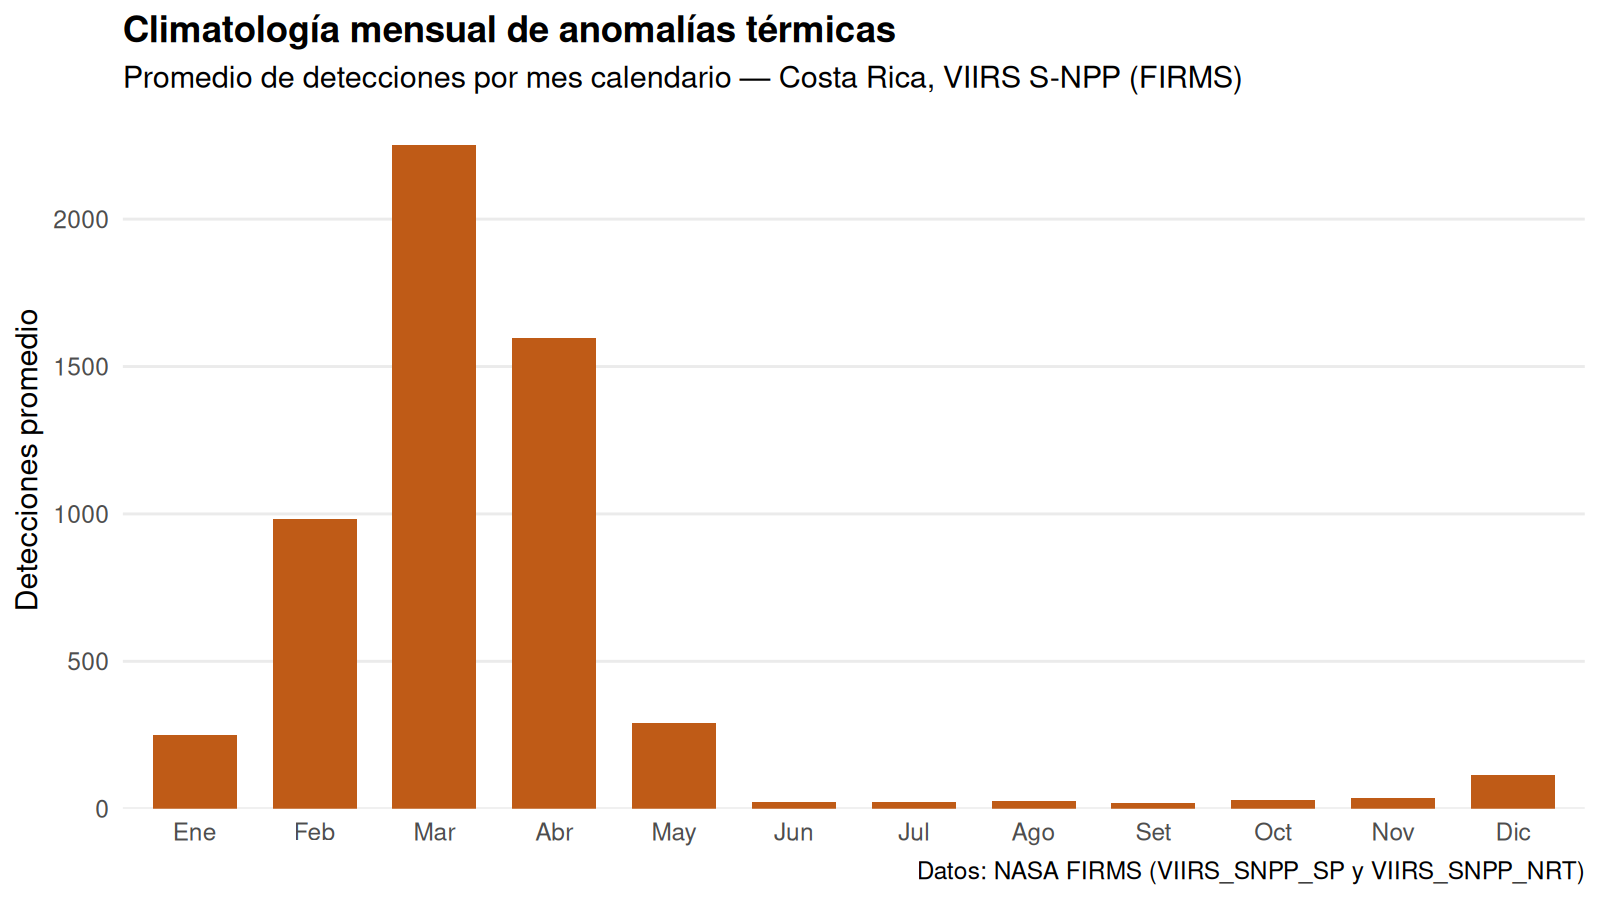 Climatología mensual de anomalías térmicas
Promedio de detecciones por mes calendario — Costa Rica, VIIRS S-NPP (FIRMS)
Detecciones promedio
2000
1500
1000
500
0
Ene Feb Mar Abr May Jun Jul Ago Set Oct Nov Dic
Datos: NASA FIRMS (VIIRS_SNPP_SP y VIIRS_SNPP_NRT)